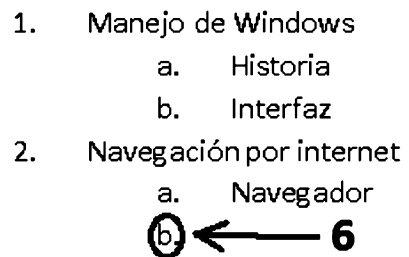 1. Manejo de Windows
a. Historia
b. Interfaz
2. Navegación por internet
a. Navegador
b. 6